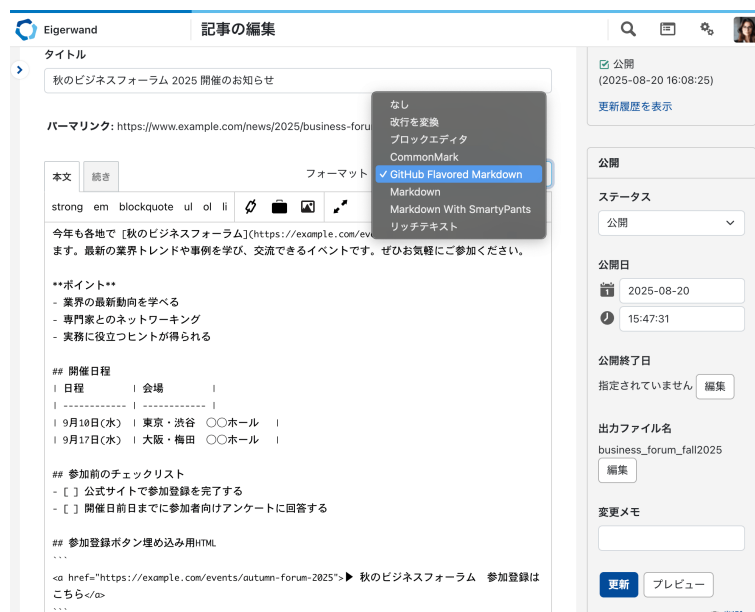 Eigerwand
記事の編集
タイトル
秋のビジネスフォーラム 2025 開催のお知らせ
パーマリンク: https://www.example.com/news/2025/business-foru
本文
続き
フォーマット
なし
改行を変換
ブロックエディタ
CommonMark
✓ GitHub Flavored Markdown
Markdown
Markdown With SmartyPants
リッチテキスト
strong em blockquote ul ol li
今年も各地で [秋のビジネスフォーラム](https://example.com/eve
ます。最新の業界トレンドや事例を学び、交流できるイベントです。ぜひお気軽にご参加ください。
**ポイント**
- 業界の最新動向を学べる
- 専門家とのネットワーキング
- 実務に役立つヒントが得られる
## 開催日程
| 日程 | 会場 |
| ------------ | ------------ |
| 9月10日(水) | 東京・渋谷 〇〇ホール |
| 9月17日(水) | 大阪・梅田 〇〇ホール |
## 参加前のチェックリスト
- [ ] 公式サイトで参加登録を完了する
- [ ] 開催日前日までに参加者向けアンケートに回答する
## 参加登録ボタン埋め込み用HTML
```
<a href="https://example.com/events/autumn-forum-2025">▶ 秋のビジネスフォーラム 参加登録は
こちら</a>
```
公開
(2025-08-20 16:08:25)
更新履歴を表示
公開
ステータス
公開
公開日
2025-08-20
15:47:31
公開終了日
指定されていません 編集
出力ファイル名
business_forum_fall2025
編集
変更メモ
更新 プレビュー